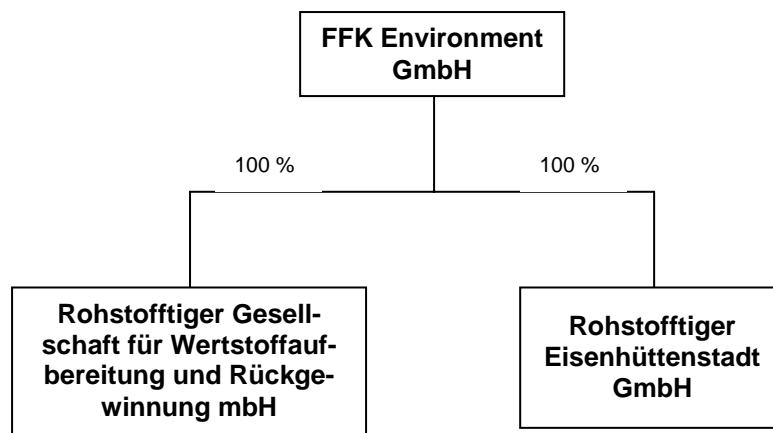 FFK Environment
GmbH
100 %
100 %
Rohstofftiger Gesell-
schaft für Wertstoffauf-
bereitung und Rückge-
winnung mbH
Rohstofftiger
Eisenhüttenstadt
GmbH